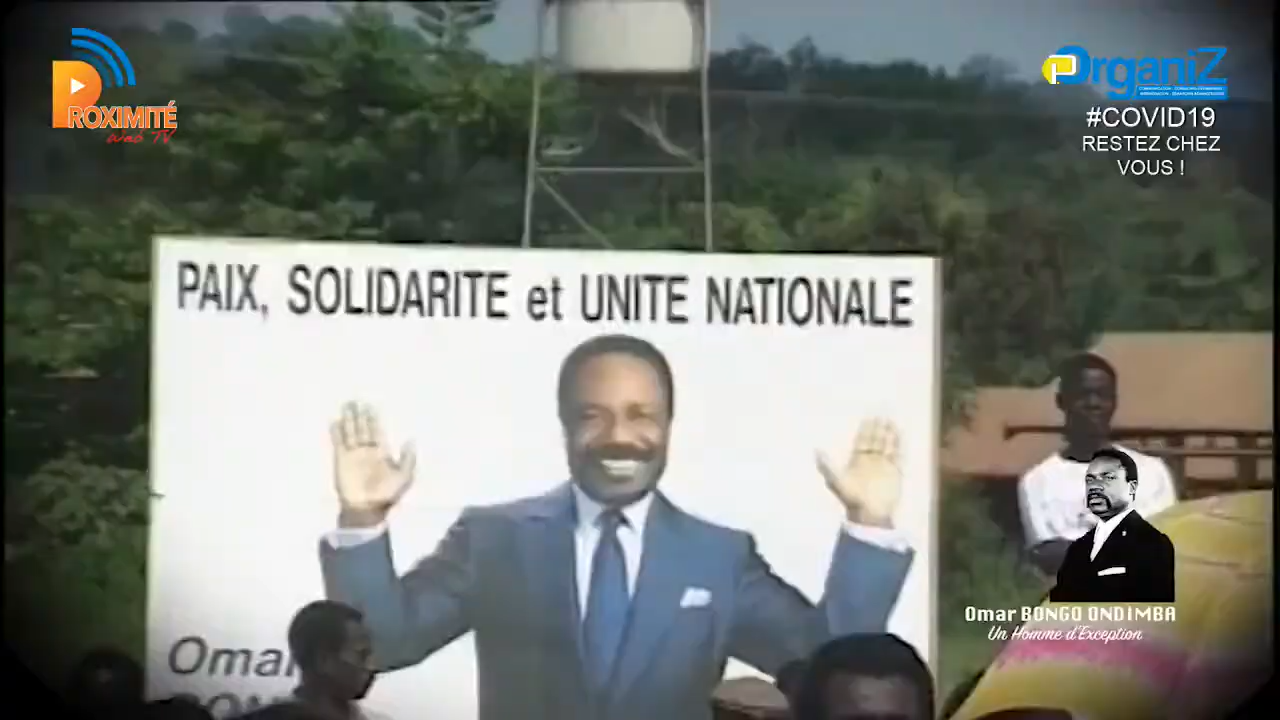 PROXIMITÉ
Web TV
OrganiZ
#COVID19
RESTEZ CHEZ
VOUS !
PAIX, SOLIDARITE et UNITE NATIONALE
Omar BONGO ONDIMBA
Un Homme d'Exception